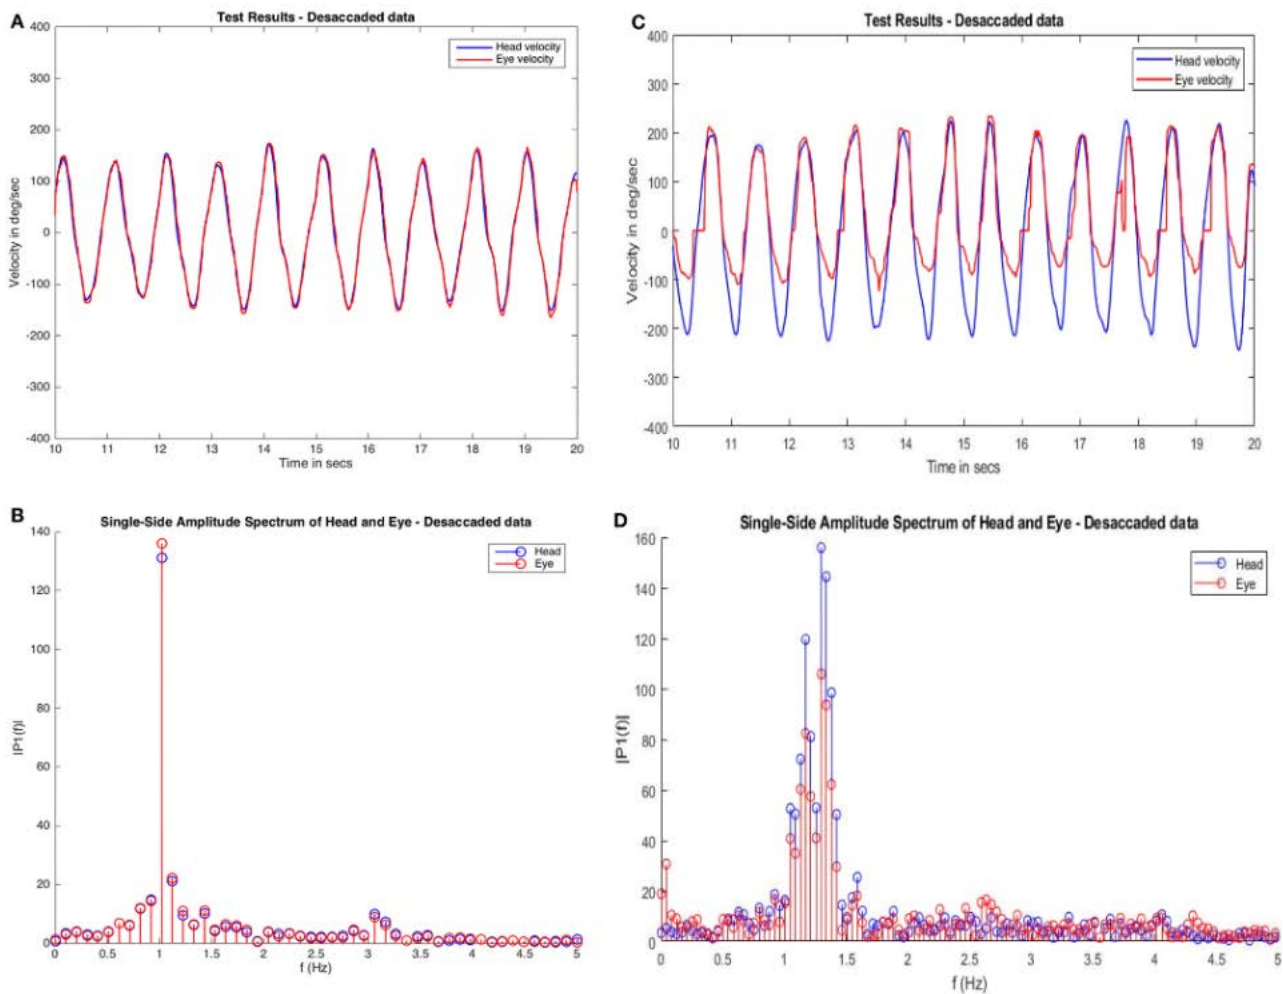 A
Test Results - Desaccaded data
400
300
200
100
0
-100
-200
-300
-400
Velocity in deg/sec
Head velocity
Eye velocity
10 11 12 13 14 15 16 17 18 19 20
Time in secs
C
Test Results - Desaccaded data
400
300
200
100
0
-100
-200
-300
-400
Velocity in deg/sec
Head velocity
Eye velocity
10 11 12 13 14 15 16 17 18 19 20
Time in secs
B
Single-Side Amplitude Spectrum of Head and Eye - Desaccaded data
140
120
100
80
60
40
20
0
|P1(f)|
Head
Eye
0 0.5 1 1.5 2 2.5 3 3.5 4 4.5 5
f (Hz)
D
Single-Side Amplitude Spectrum of Head and Eye - Desaccaded data
160
140
120
100
80
60
40
20
0
|P1(f)|
Head
Eye
0 0.5 1 1.5 2 2.5 3 3.5 4 4.5 5
f (Hz)